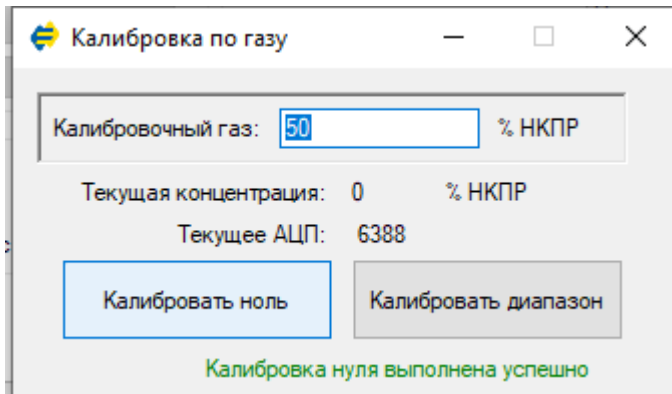 Калибровка по газу
Калибровочный газ: 50 % НКПР
Текущая концентрация: 0 % НКПР
Текущее АЦП: 6388
Калибровать ноль Калибровать диапазон
Калибровка нуля выполнена успешно